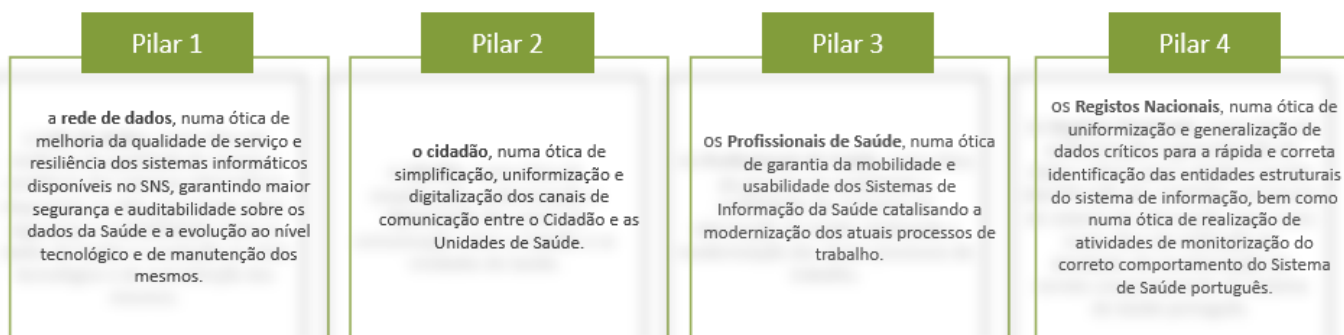 Pilar 1
a rede de dados, numa ótica de
melhoria da qualidade de serviço e
resiliência dos sistemas informáticos
disponíveis no SNS, garantindo maior
segurança e auditabilidade sobre os
dados da Saúde e a evolução ao nível
tecnológico e de manutenção dos
mesmos.
Pilar 2
o cidadão, numa ótica de
simplificação, uniformização e
digitalização dos canais de
comunicação entre o Cidadão e as
Unidades de Saúde.
Pilar 3
os Profissionais de Saúde, numa ótica
de garantia da mobilidade e
usabilidade dos Sistemas de
Informação da Saúde catalisando a
modernização dos atuais processos de
trabalho.
Pilar 4
os Registos Nacionais, numa ótica de
uniformização e generalização de
dados críticos para a rápida e correta
identificação das entidades estruturais
do sistema de informação, bem como
numa ótica de realização de
atividades de monitorização do
correto comportamento do Sistema
de Saúde português.